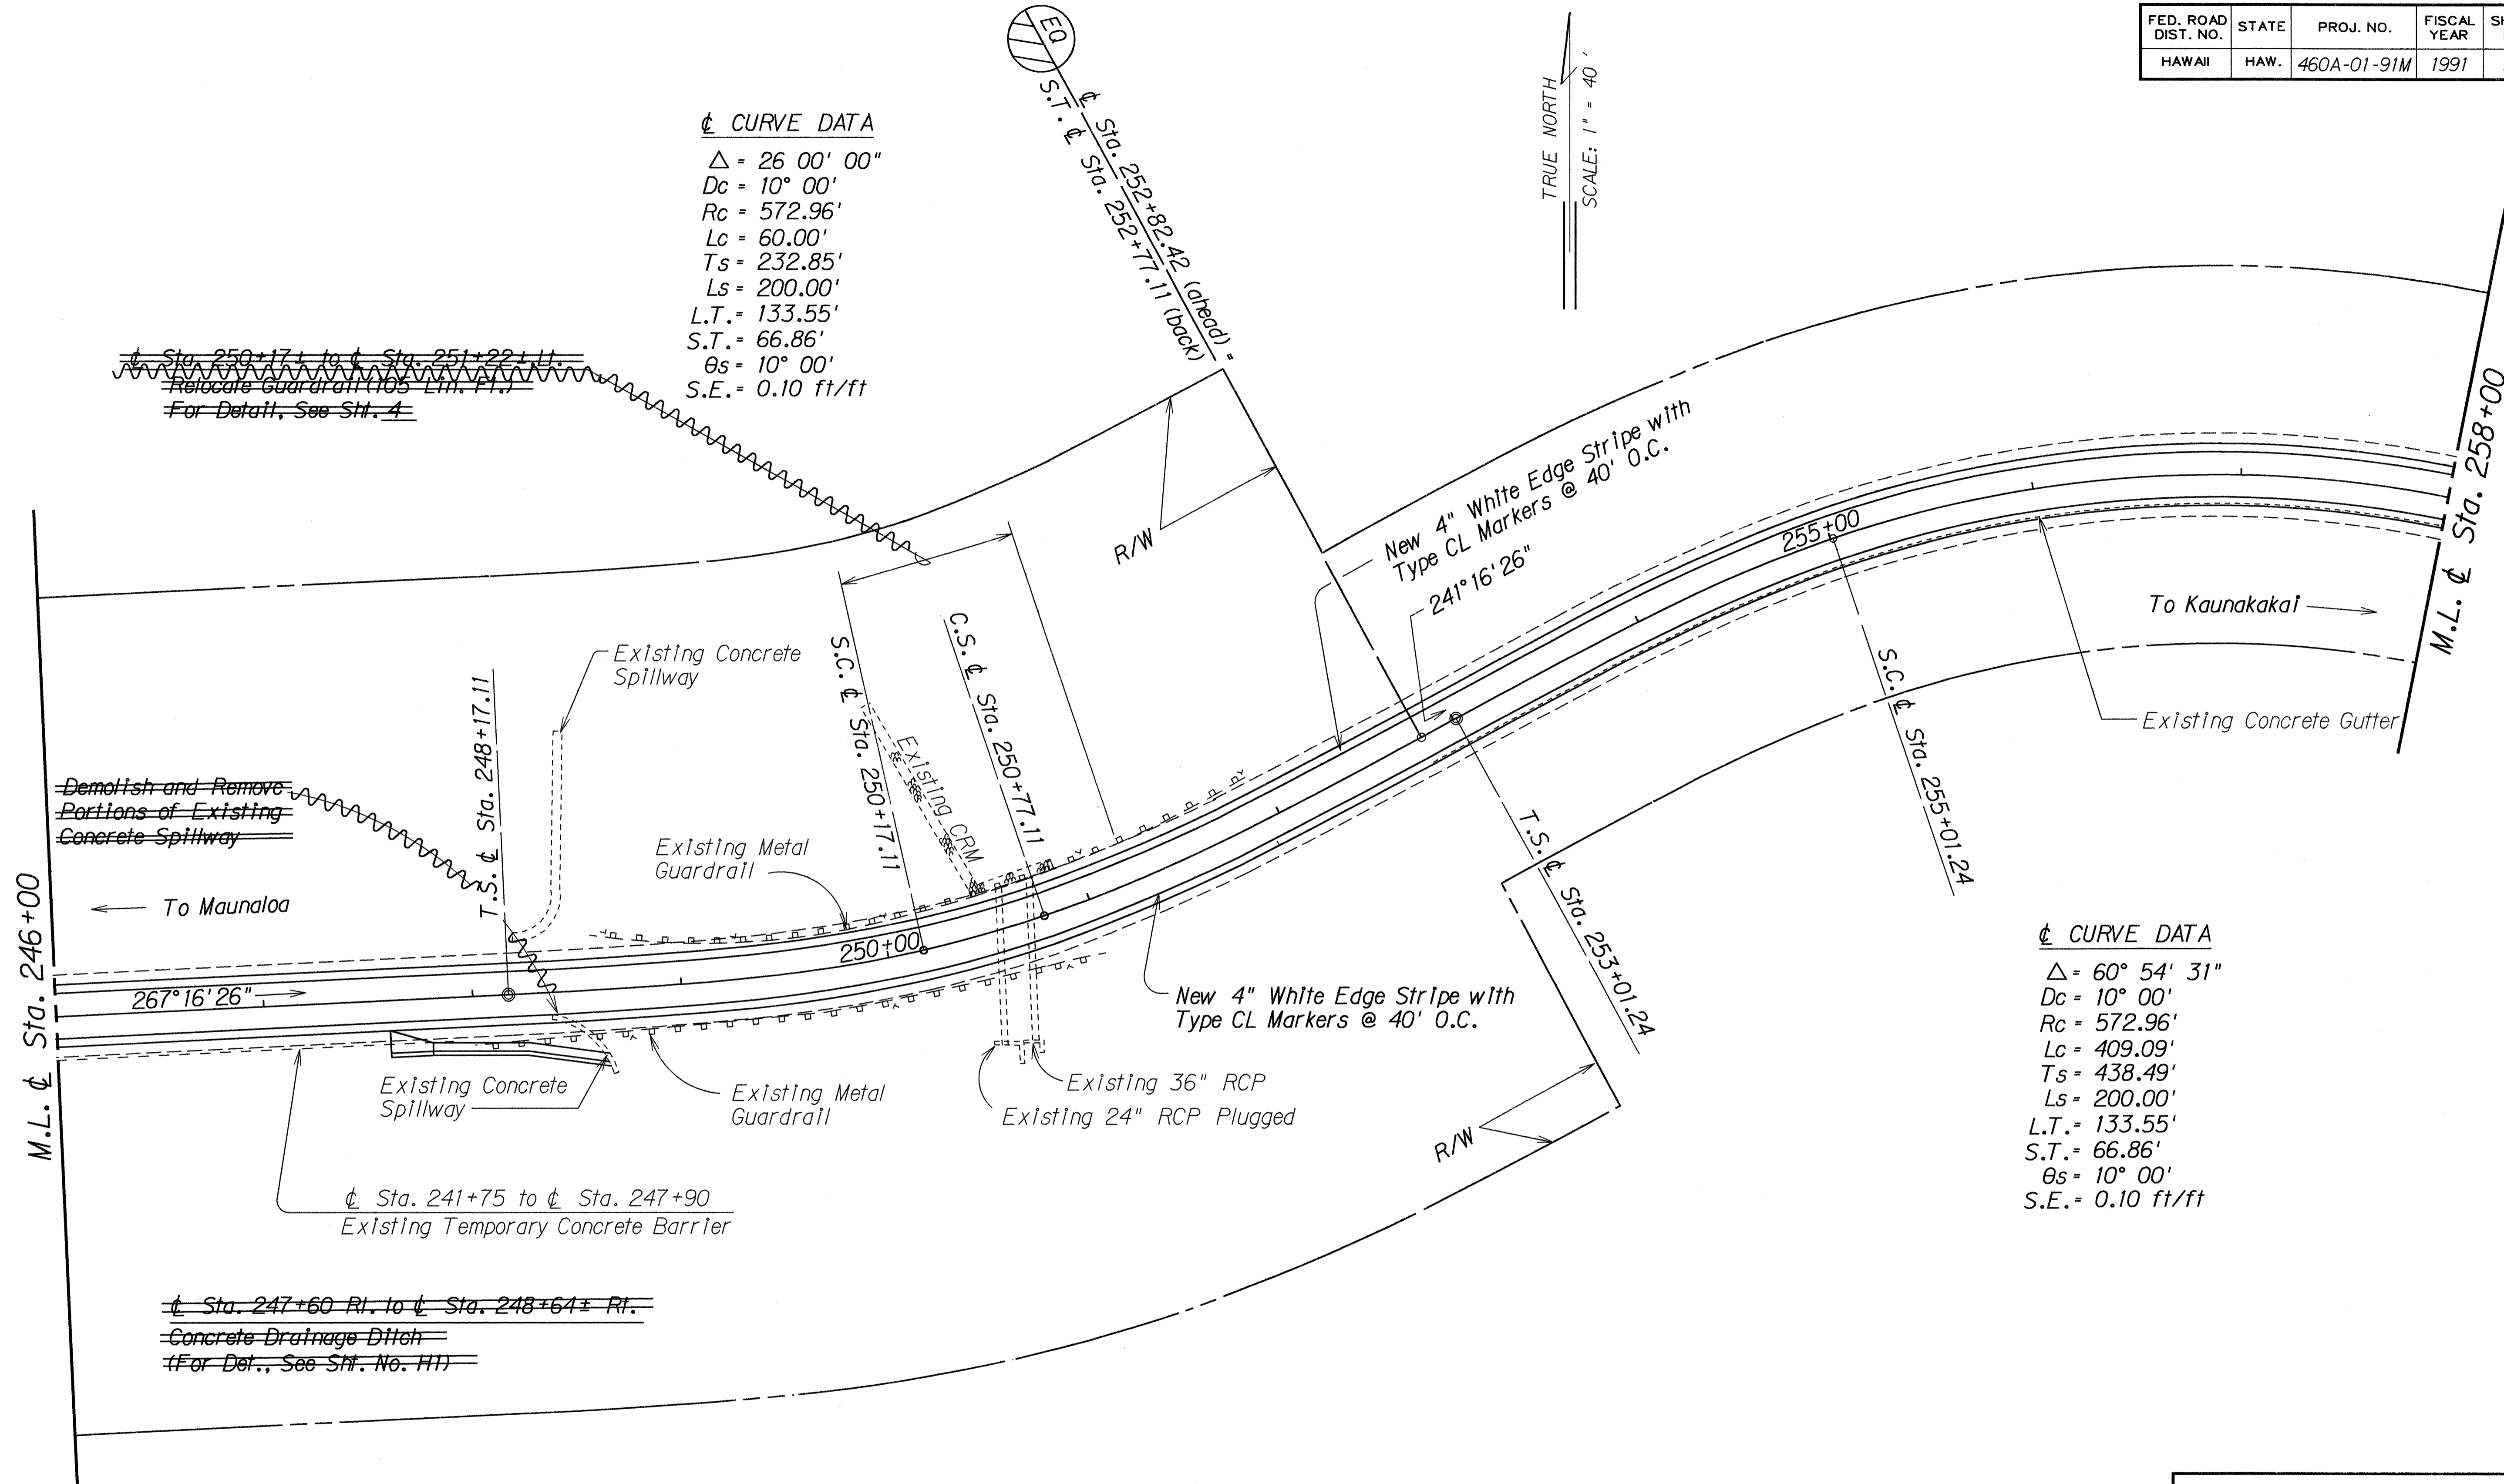 FED. ROAD DIST. NO. STATE PROJ. NO. FISCAL YEAR
HAWAII HAW. 460A-01-91M 1991
EQ
℄ Sta. 252+82.42 (ahead) =
S.T. ℄ Sta. 252+77.11 (back)
TRUE NORTH
SCALE: 1" = 40'
℄ CURVE DATA
△ = 26 00' 00"
Dc = 10° 00'
Rc = 572.96'
Lc = 60.00'
Ts = 232.85'
Ls = 200.00'
L.T. = 133.55'
S.T. = 66.86'
θs = 10° 00'
S.E. = 0.10 ft/ft
℄ Sta. 250+17± to ℄ Sta. 251+22± Lt.
Relocate Guardrail (105 Lin. Ft.)
For Detail, See Sht. 4
R/W
New 4" White Edge Stripe with
Type CL Markers @ 40' O.C.
241°16'26"
255+00
M.L. ℄ Sta. 258+00
To Kaunakakai
Existing Concrete Gutter
S.C. ℄ Sta. 255+01.24
T.S. ℄ Sta. 253+01.24
Existing Concrete
Spillway
T.S. ℄ Sta. 248+17.11
S.C. ℄ Sta. 250+17.11
C.S. ℄ Sta. 250+77.11
Existing CRM
Demolish and Remove
Portions of Existing
Concrete Spillway
Existing Metal
Guardrail
To Maunaloa
M.L. ℄ Sta. 246+00
267°16'26"
250+00
New 4" White Edge Stripe with
Type CL Markers @ 40' O.C.
Existing Concrete
Spillway
Existing Metal
Guardrail
Existing 36" RCP
Existing 24" RCP Plugged
R/W
℄ Sta. 241+75 to ℄ Sta. 247+90
Existing Temporary Concrete Barrier
℄ Sta. 247+60 Rt. to ℄ Sta. 248+64± Rt.
Concrete Drainage Ditch
(For Det., See Sht. No. H1)
℄ CURVE DATA
△ = 60° 54' 31"
Dc = 10° 00'
Rc = 572.96'
Lc = 409.09'
Ts = 438.49'
Ls = 200.00'
L.T. = 133.55'
S.T. = 66.86'
θs = 10° 00'
S.E. = 0.10 ft/ft